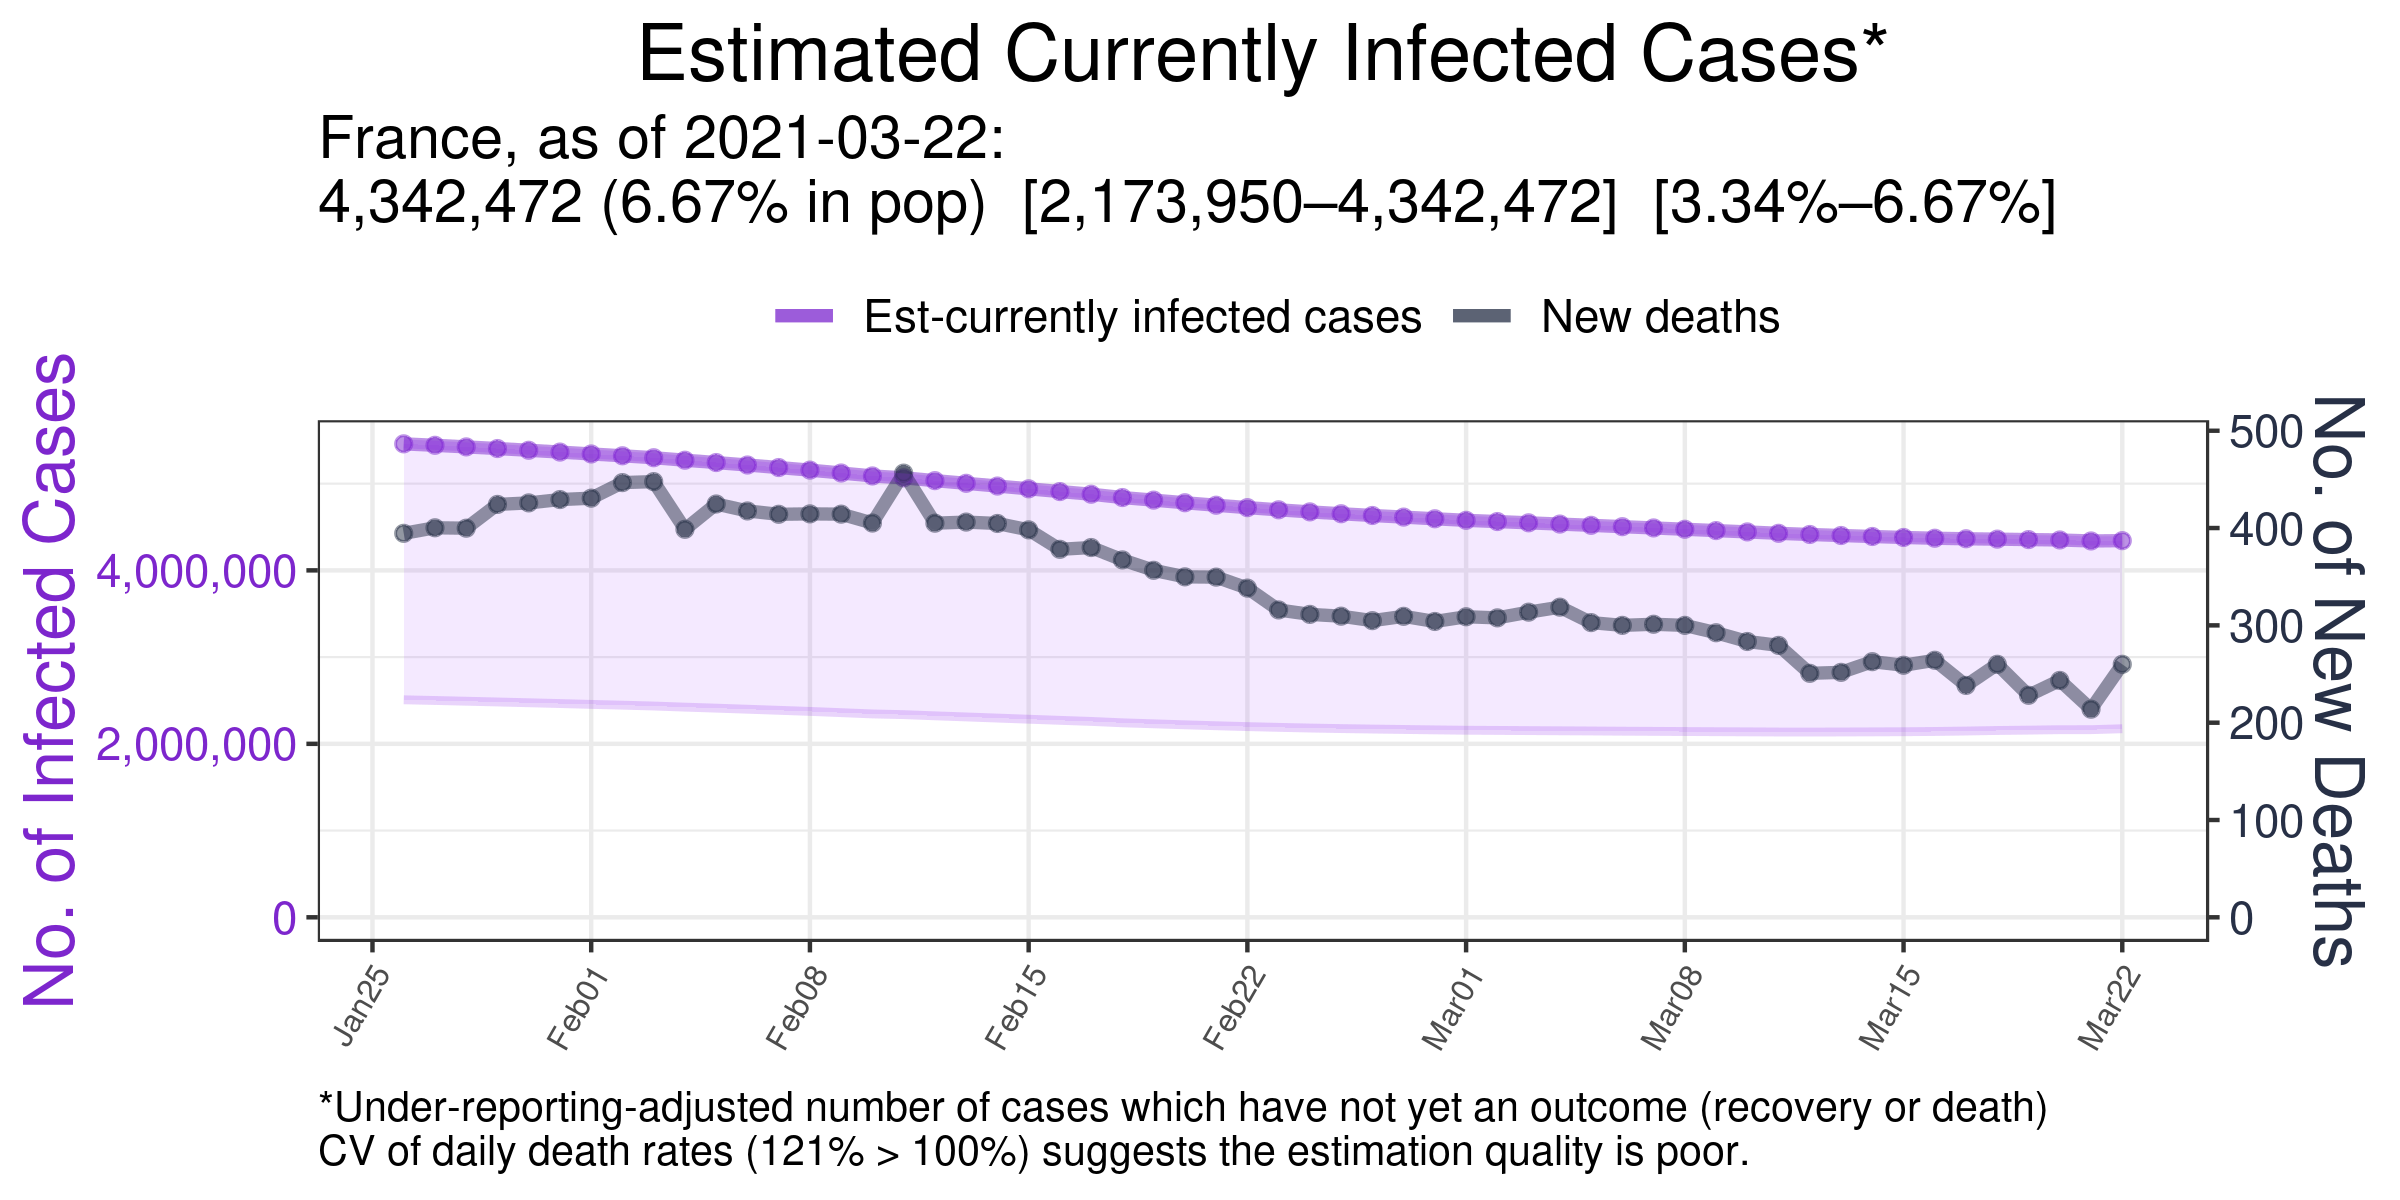 Estimated Currently Infected Cases*
France, as of 2021-03-22:
4,342,472 (6.67% in pop)  [2,173,950–4,342,472]  [3.34%–6.67%]
Est-currently infected cases
New deaths
No. of Infected Cases
4,000,000
2,000,000
0
500
400
300
200
100
0
No. of New Deaths
Jan25
Feb01
Feb08
Feb15
Feb22
Mar01
Mar08
Mar15
Mar22
*Under-reporting-adjusted number of cases which have not yet an outcome (recovery or death)
CV of daily death rates (121% > 100%) suggests the estimation quality is poor.